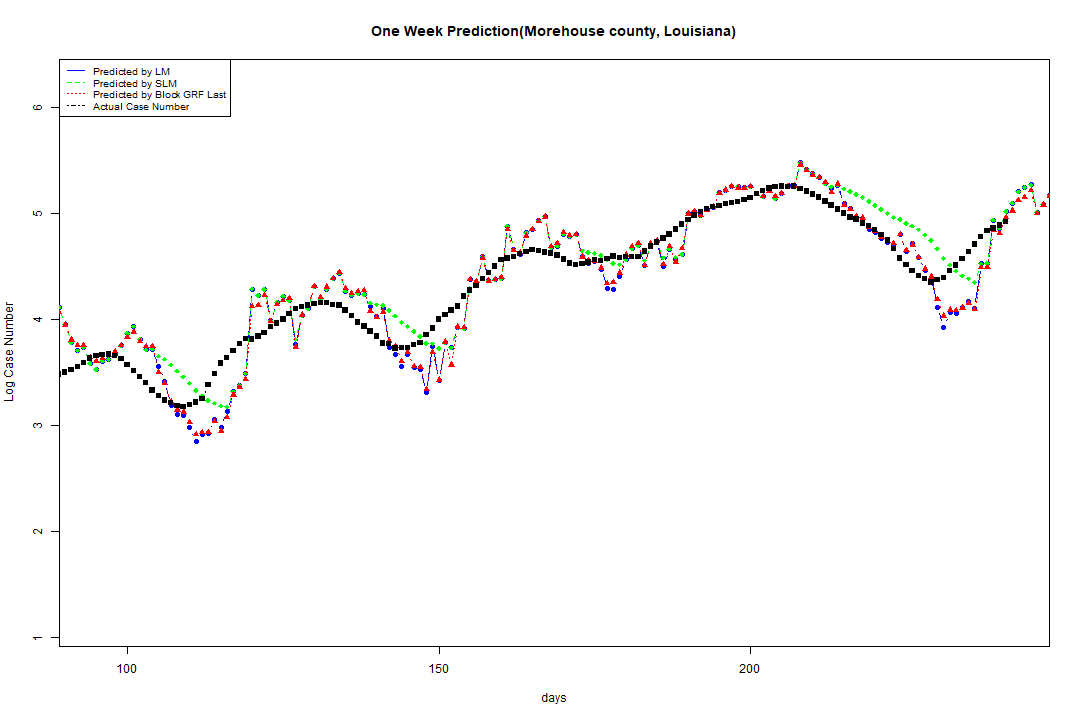 One Week Prediction(Morehouse county, Louisiana)
Predicted by LM
Predicted by SLM
Predicted by Block GRF Last
Actual Case Number
6
5
4
3
2
1
Log Case Number
100 150 200
days